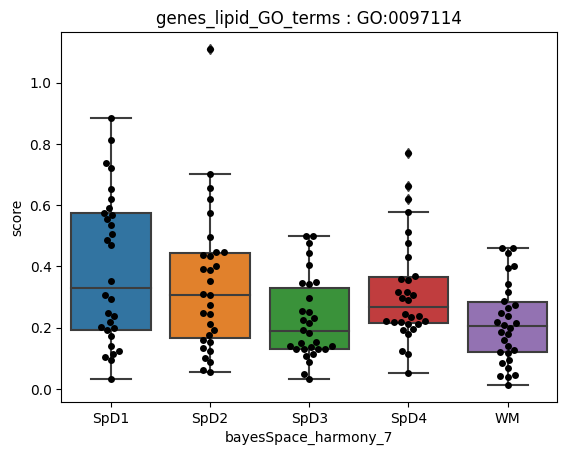 genes_lipid_GO_terms : GO:0097114
score
1.0
0.8
0.6
0.4
0.2
0.0
SpD1 SpD2 SpD3 SpD4 WM
bayesSpace_harmony_7